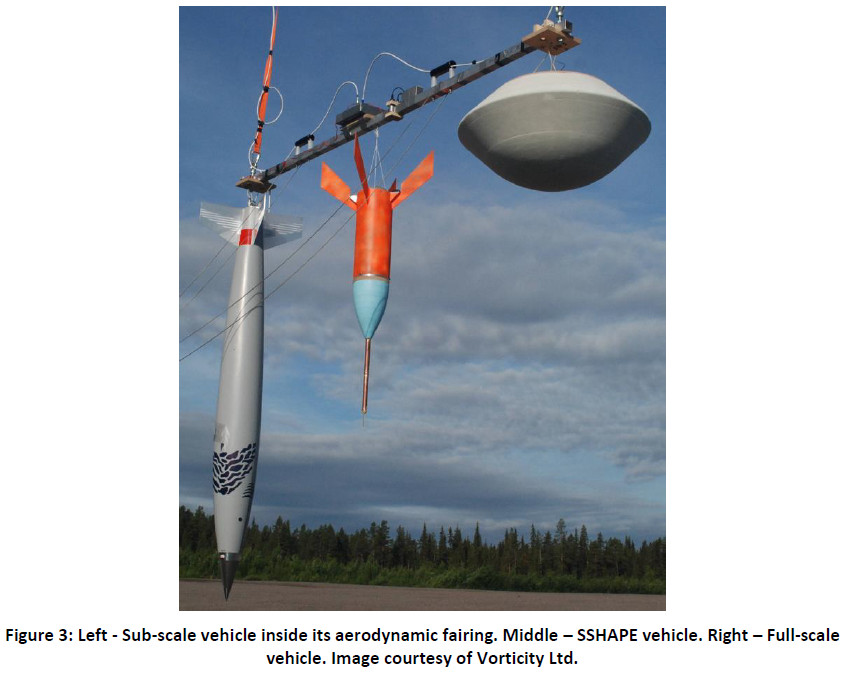 Figure 3: Left - Sub-scale vehicle inside its aerodynamic fairing. Middle – SSHAPE vehicle. Right – Full-scale
vehicle. Image courtesy of Vorticity Ltd.